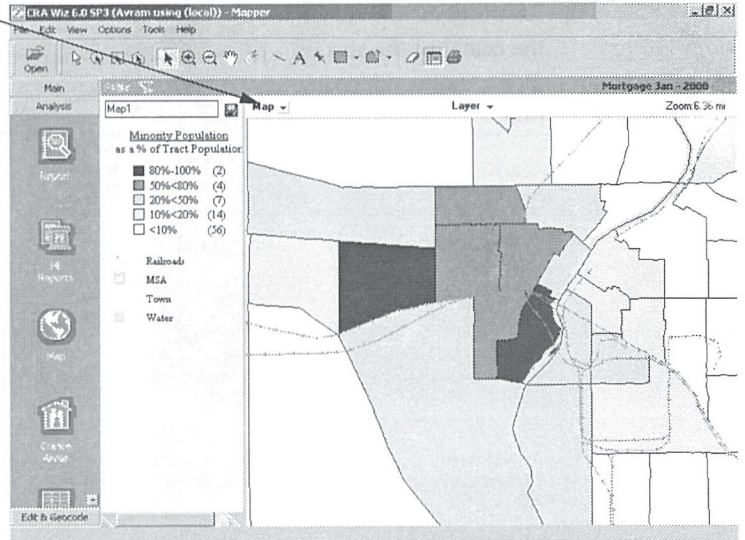 CRA Wiz 6.0 SP3 (Avram using (local)) - Mapper
File Edit View Options Tools Help
Open
Main
Analysis
Mortgage Jan - 2000
Map1
Map
Layer
Zoom:6.36 mi
Minority Population
as a % of Tract Population
80%-100% (2)
50%<80% (4)
20%<50% (7)
10%<20% (14)
<10% (56)
Railroads
MSA
Town
Water
Report
Reports
Map
Edit & Geocode